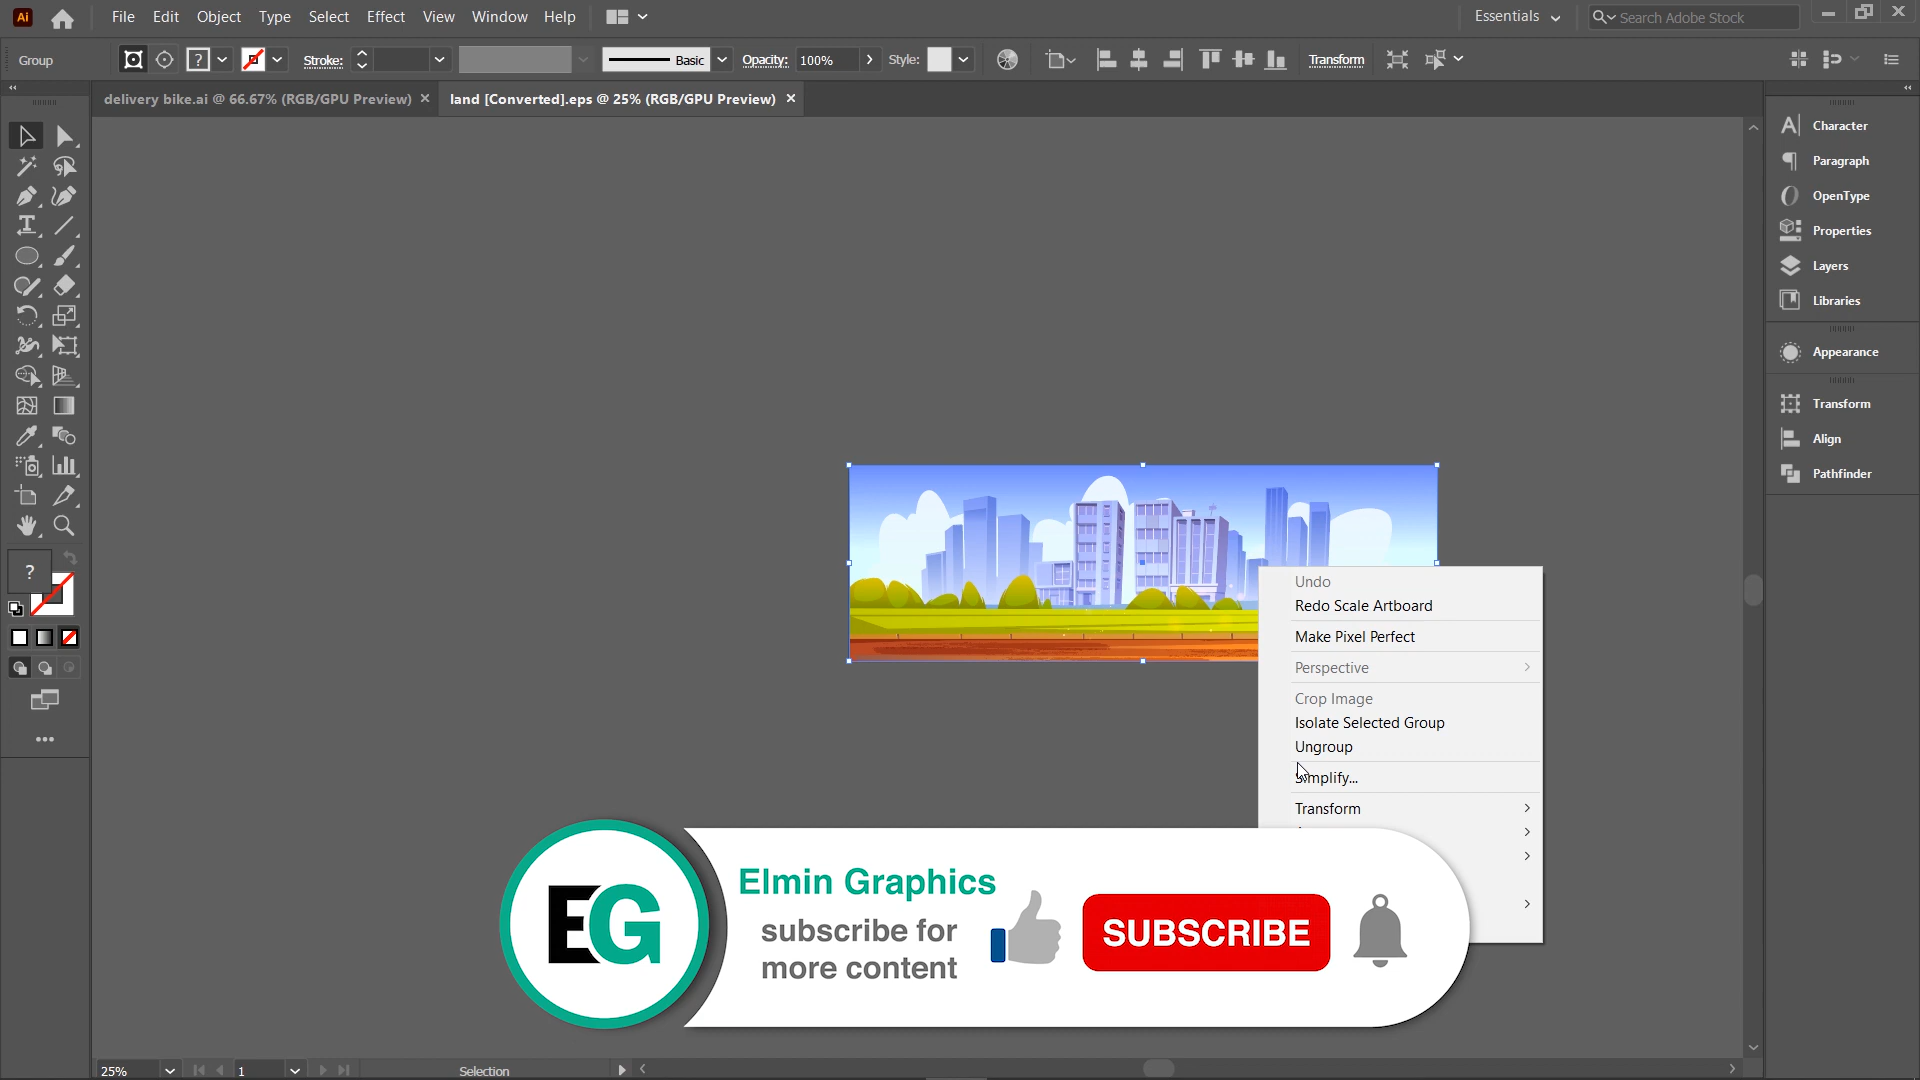 Ai
File Edit Object Type Select Effect View Window Help
Essentials
Search Adobe Stock
Group
?
Stroke:
Basic
Opacity:
100%
Style:
Transform
delivery bike.ai @ 66.67% (RGB/GPU Preview) ×
land [Converted].eps @ 25% (RGB/GPU Preview) ×
Character
Paragraph
OpenType
Properties
Layers
Libraries
Appearance
Transform
Align
Pathfinder
?
Undo
Redo Scale Artboard
Make Pixel Perfect
Perspective
Crop Image
Isolate Selected Group
Ungroup
Simplify...
Transform
EG
Elmin Graphics
subscribe for
more content
SUBSCRIBE
25%
1
Selection